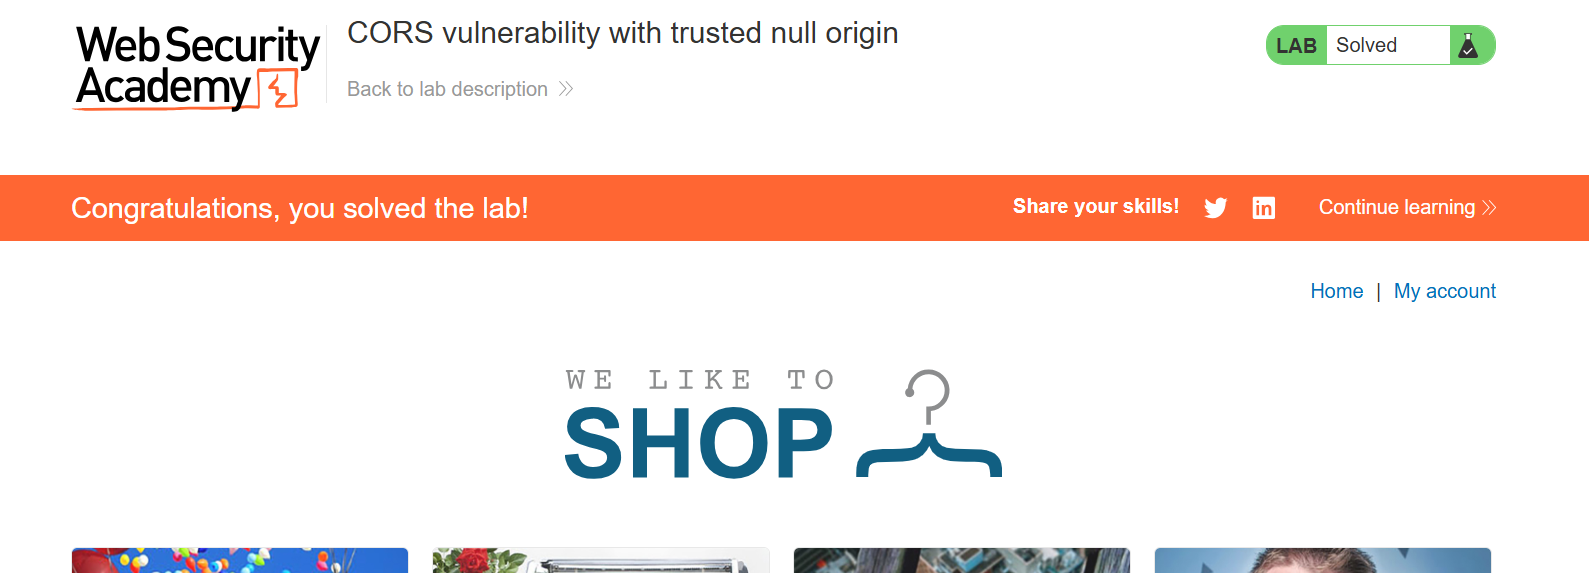 Web Security
Academy
CORS vulnerability with trusted null origin
Back to lab description
LAB Solved
Congratulations, you solved the lab!
Share your skills!
in
Continue learning
Home | My account
WE LIKE TO
SHOP